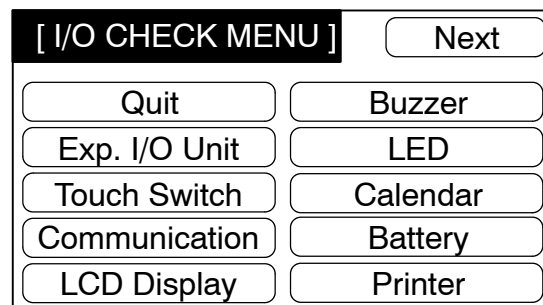 [ I/O CHECK MENU ] Next
Quit Buzzer
Exp. I/O Unit LED
Touch Switch Calendar
Communication Battery
LCD Display Printer